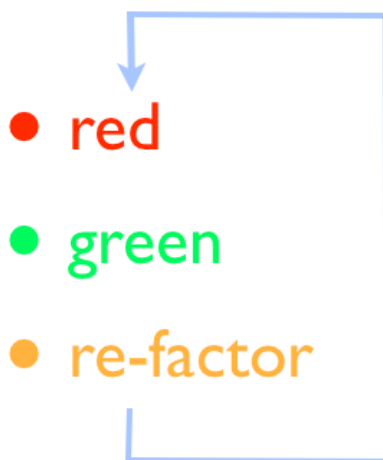 • red
• green
• re-factor